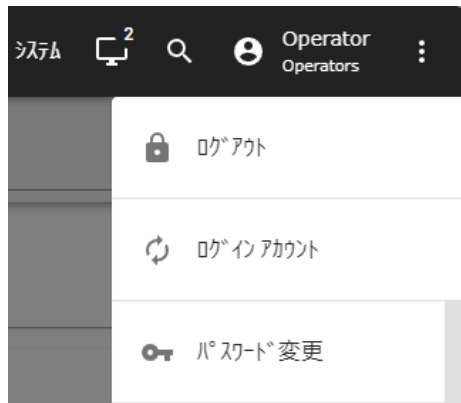 ｼｽﾃﾑ
2
Operator
Operators
ﾛｸﾞｱｳﾄ
ﾛｸﾞｲﾝ ｱｶｳﾝﾄ
ﾊﾟｽﾜｰﾄﾞ変更